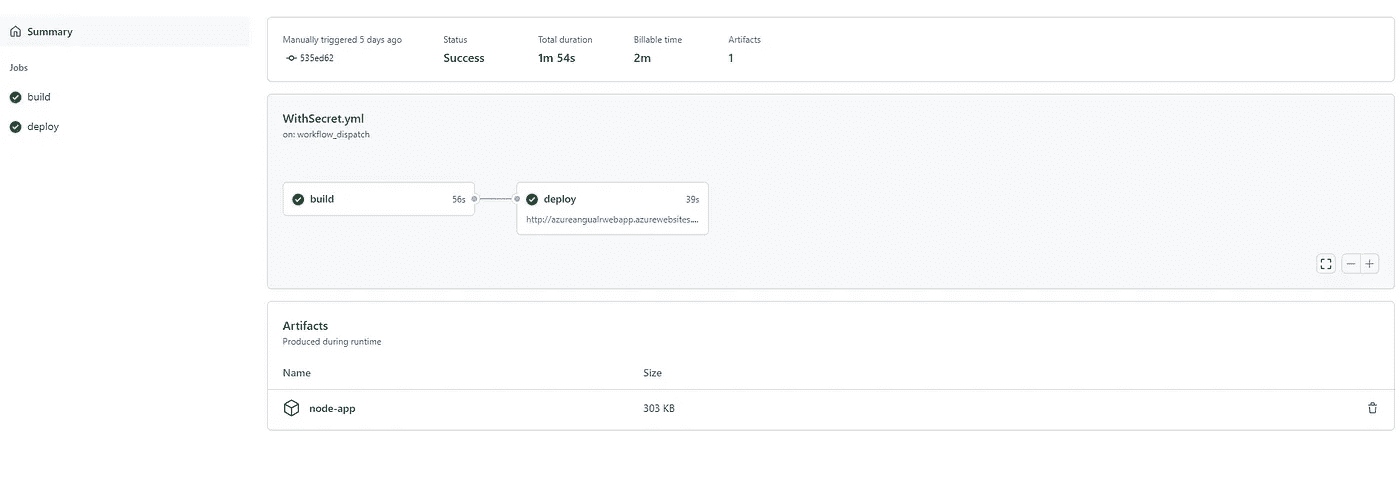 Summary
Jobs
build
deploy
Manually triggered 5 days ago
535ed62
Status
Success
Total duration
1m 54s
Billable time
2m
Artifacts
1
WithSecret.yml
on: workflow_dispatch
build 56s
deploy 39s
http://azureangualrwebapp.azurewebsites....
Artifacts
Produced during runtime
Name Size
node-app 303 KB